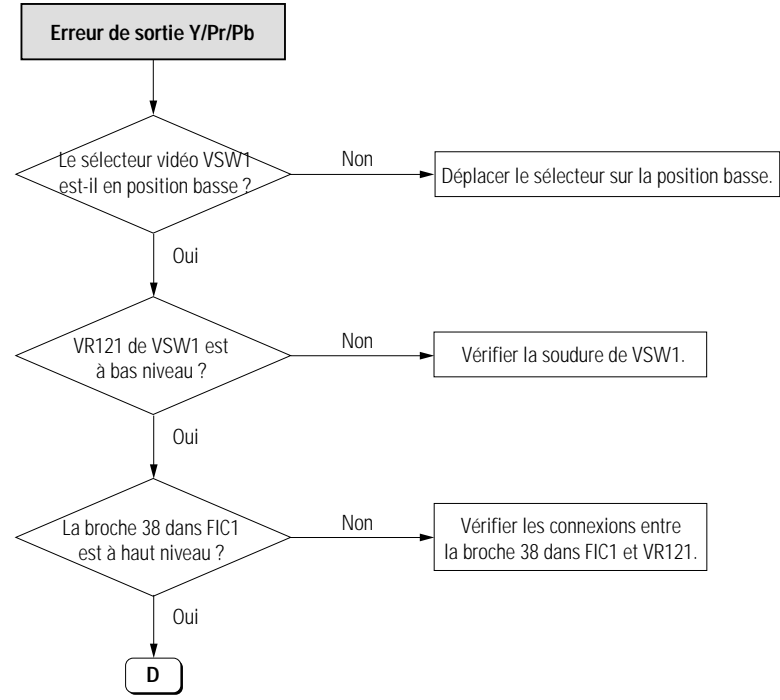 Erreur de sortie Y/Pr/Pb
Le sélecteur vidéo VSW1
est-il en position basse ?
Non
Déplacer le sélecteur sur la position basse.
Oui
VR121 de VSW1 est
à bas niveau ?
Non
Vérifier la soudure de VSW1.
Oui
La broche 38 dans FIC1
est à haut niveau ?
Non
Vérifier les connexions entre
la broche 38 dans FIC1 et VR121.
Oui
D